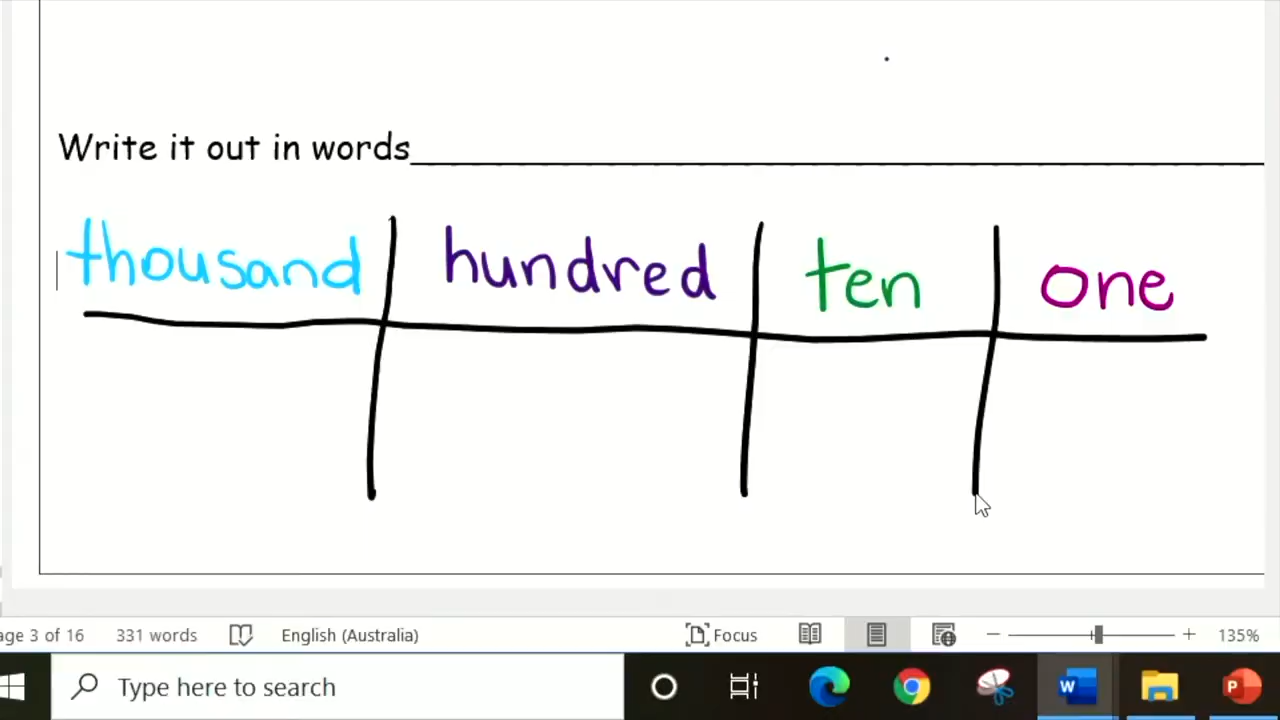 Write it out in words
thousand hundred ten one
age 3 of 16 331 words English (Australia) Focus 135%
Type here to search